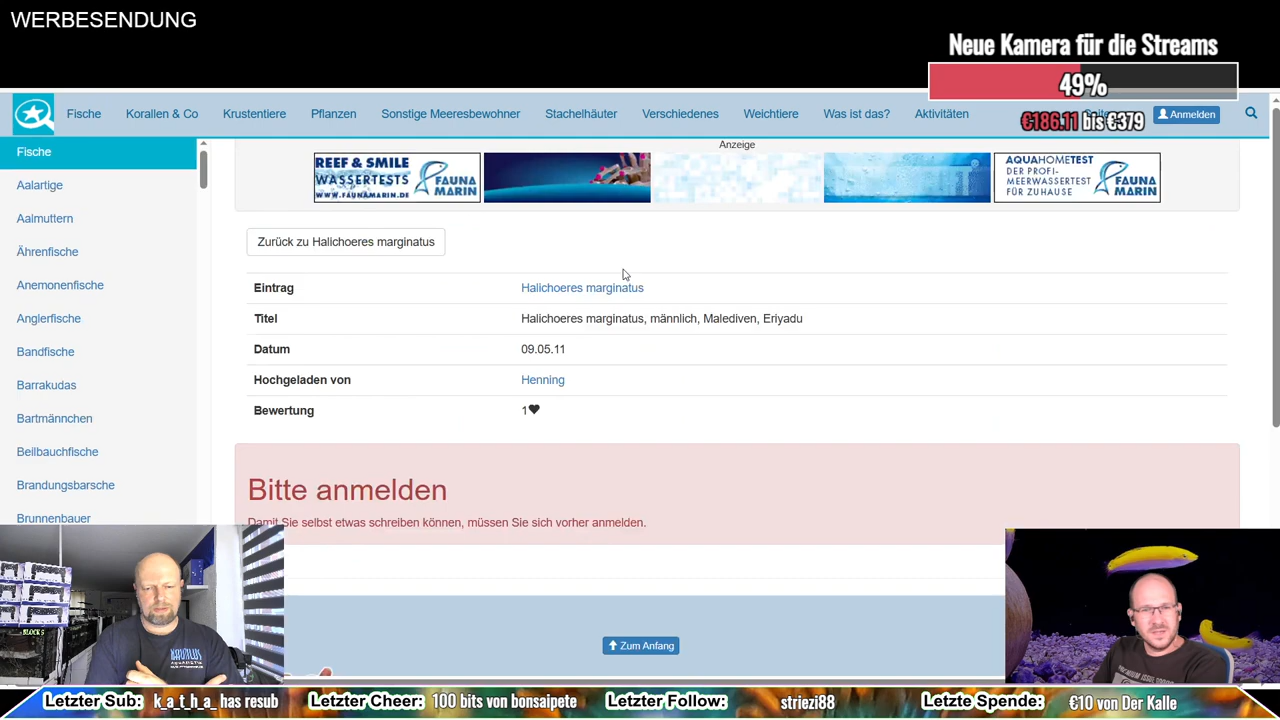 WERBESENDUNG
Neue Kamera für die Streams
49%
€186.11 bis €379
Fische
Korallen & Co
Krustentiere
Pflanzen
Sonstige Meeresbewohner
Stachelhäuter
Verschiedenes
Weichtiere
Was ist das?
Aktivitäten
Anmelden
Fische
Aalartige
Aalmuttern
Ährenfische
Anemonenfische
Anglerfische
Bandfische
Barrakudas
Bartmännchen
Beilbauchfische
Brandungsbarsche
Brunnenbauer
Anzeige
REEF & SMILE
WASSERTESTS
WWW.FAUNAMARIN.DE
FAUNA
MARIN
AQUAHOMETEST
DER PROFI-
MEERWASSERTEST
FÜR ZUHAUSE
FAUNA
MARIN
Zurück zu Halichoeres marginatus
Eintrag Halichoeres marginatus
Titel Halichoeres marginatus, männlich, Malediven, Eriyadu
Datum 09.05.11
Hochgeladen von Henning
Bewertung 1
Bitte anmelden
Damit Sie selbst etwas schreiben können, müssen Sie sich vorher anmelden.
Zum Anfang
Letzter Sub: k_a_t_h_a_ has resub
Letzter Cheer: 100 bits von bonsaipete
Letzter Follow: striezi88
Letzte Spende: €10 von Der Kalle